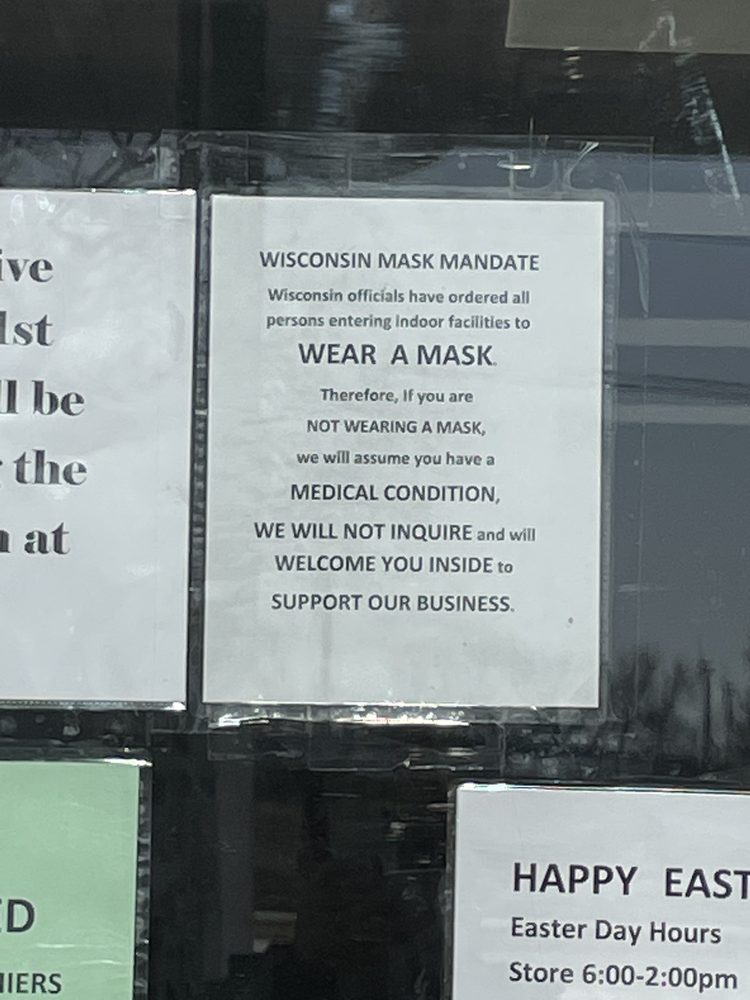 ive
lst
ll be
the
at
WISCONSIN MASK MANDATE
Wisconsin officials have ordered all
persons entering indoor facilities to
WEAR A MASK.
Therefore, If you are
NOT WEARING A MASK,
we will assume you have a
MEDICAL CONDITION,
WE WILL NOT INQUIRE and will
WELCOME YOU INSIDE to
SUPPORT OUR BUSINESS.
ED
NIERS
HAPPY EAST
Easter Day Hours
Store 6:00-2:00pm